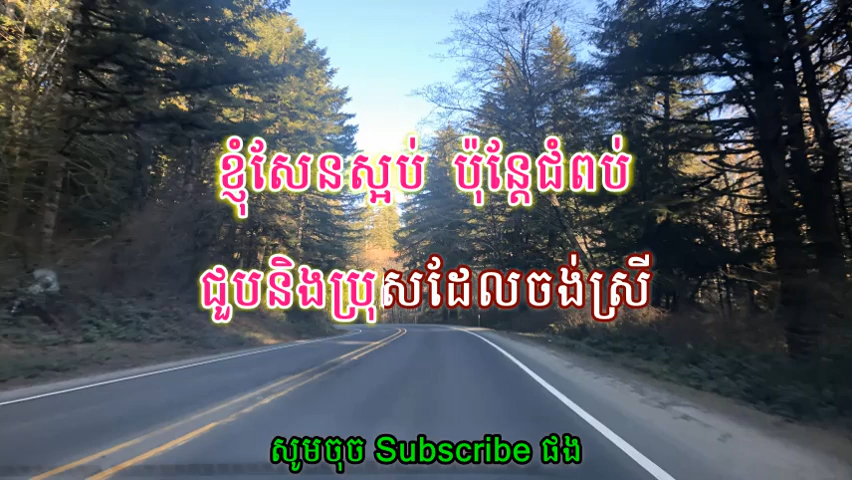 ខ្ញុំសែនស្អប់ ប៉ុន្តែជំពប់
ជួបនិងប្រុសដែលចង់ស្រី
សូមចុច Subscribe ផង